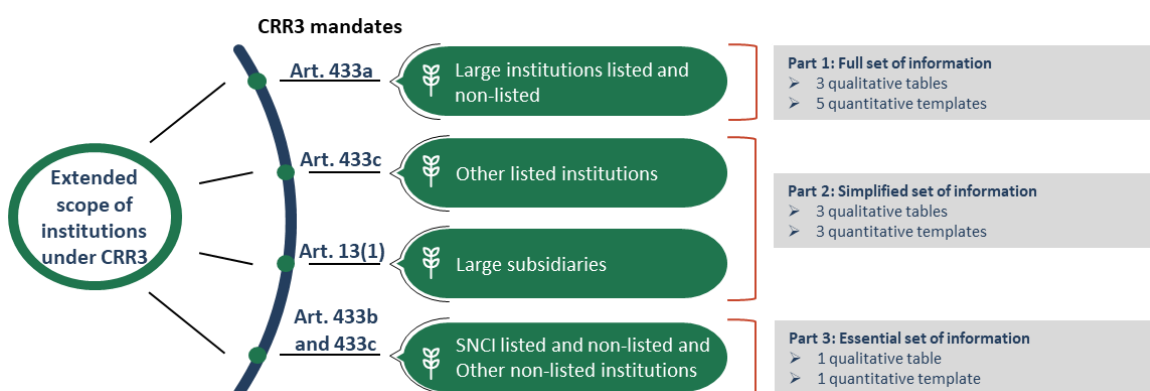 CRR3 mandates
Extended
scope of
institutions
under CRR3
Art. 433a
Large institutions listed and
non-listed
Part 1: Full set of information
➢ 3 qualitative tables
➢ 5 quantitative templates
Art. 433c
Other listed institutions
Art. 13(1)
Large subsidiaries
Part 2: Simplified set of information
➢ 3 qualitative tables
➢ 3 quantitative templates
Art. 433b
and 433c
SNCI listed and non-listed and
Other non-listed institutions
Part 3: Essential set of information
➢ 1 qualitative table
➢ 1 quantitative template